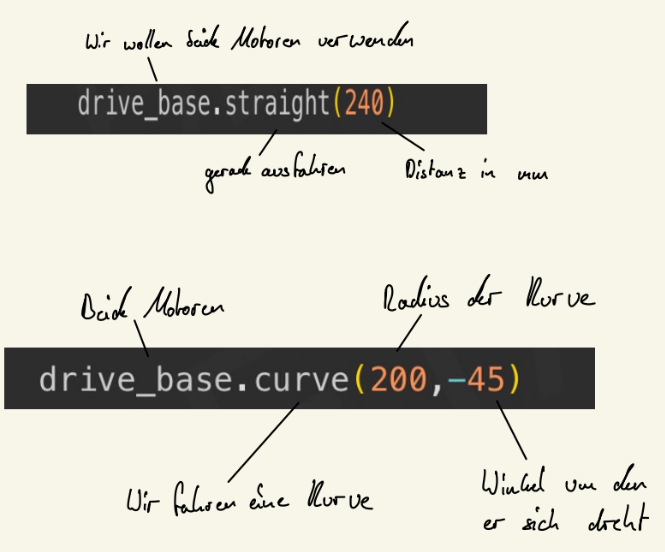 Wir wollen beide Motoren verwenden
drive_base.straight(240)
gerade ausfahren
Distanz in mm
Beide Motoren
Radius der Kurve
drive_base.curve(200,-45)
Wir fahren eine Kurve
Winkel um den
er sich dreht